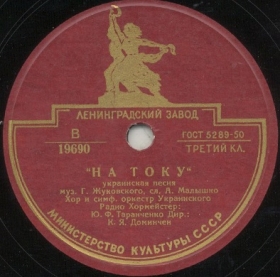 ЛЕНИНГРАДСКИЙ ЗАВОД
В ГОСТ 5289-50
19690 ТРЕТИЙ КЛ.
"НА ТОКУ"
украинская песня
муз. Г. Жуковского, сл. Л. Малышко
Хор и симф. оркестр Украинского
Радио Хормейстер:
Ю. Ф. Таранченко Дир.:
К. Я. Доминчен
МИНИСТЕРСТВО КУЛЬТУРЫ СССР